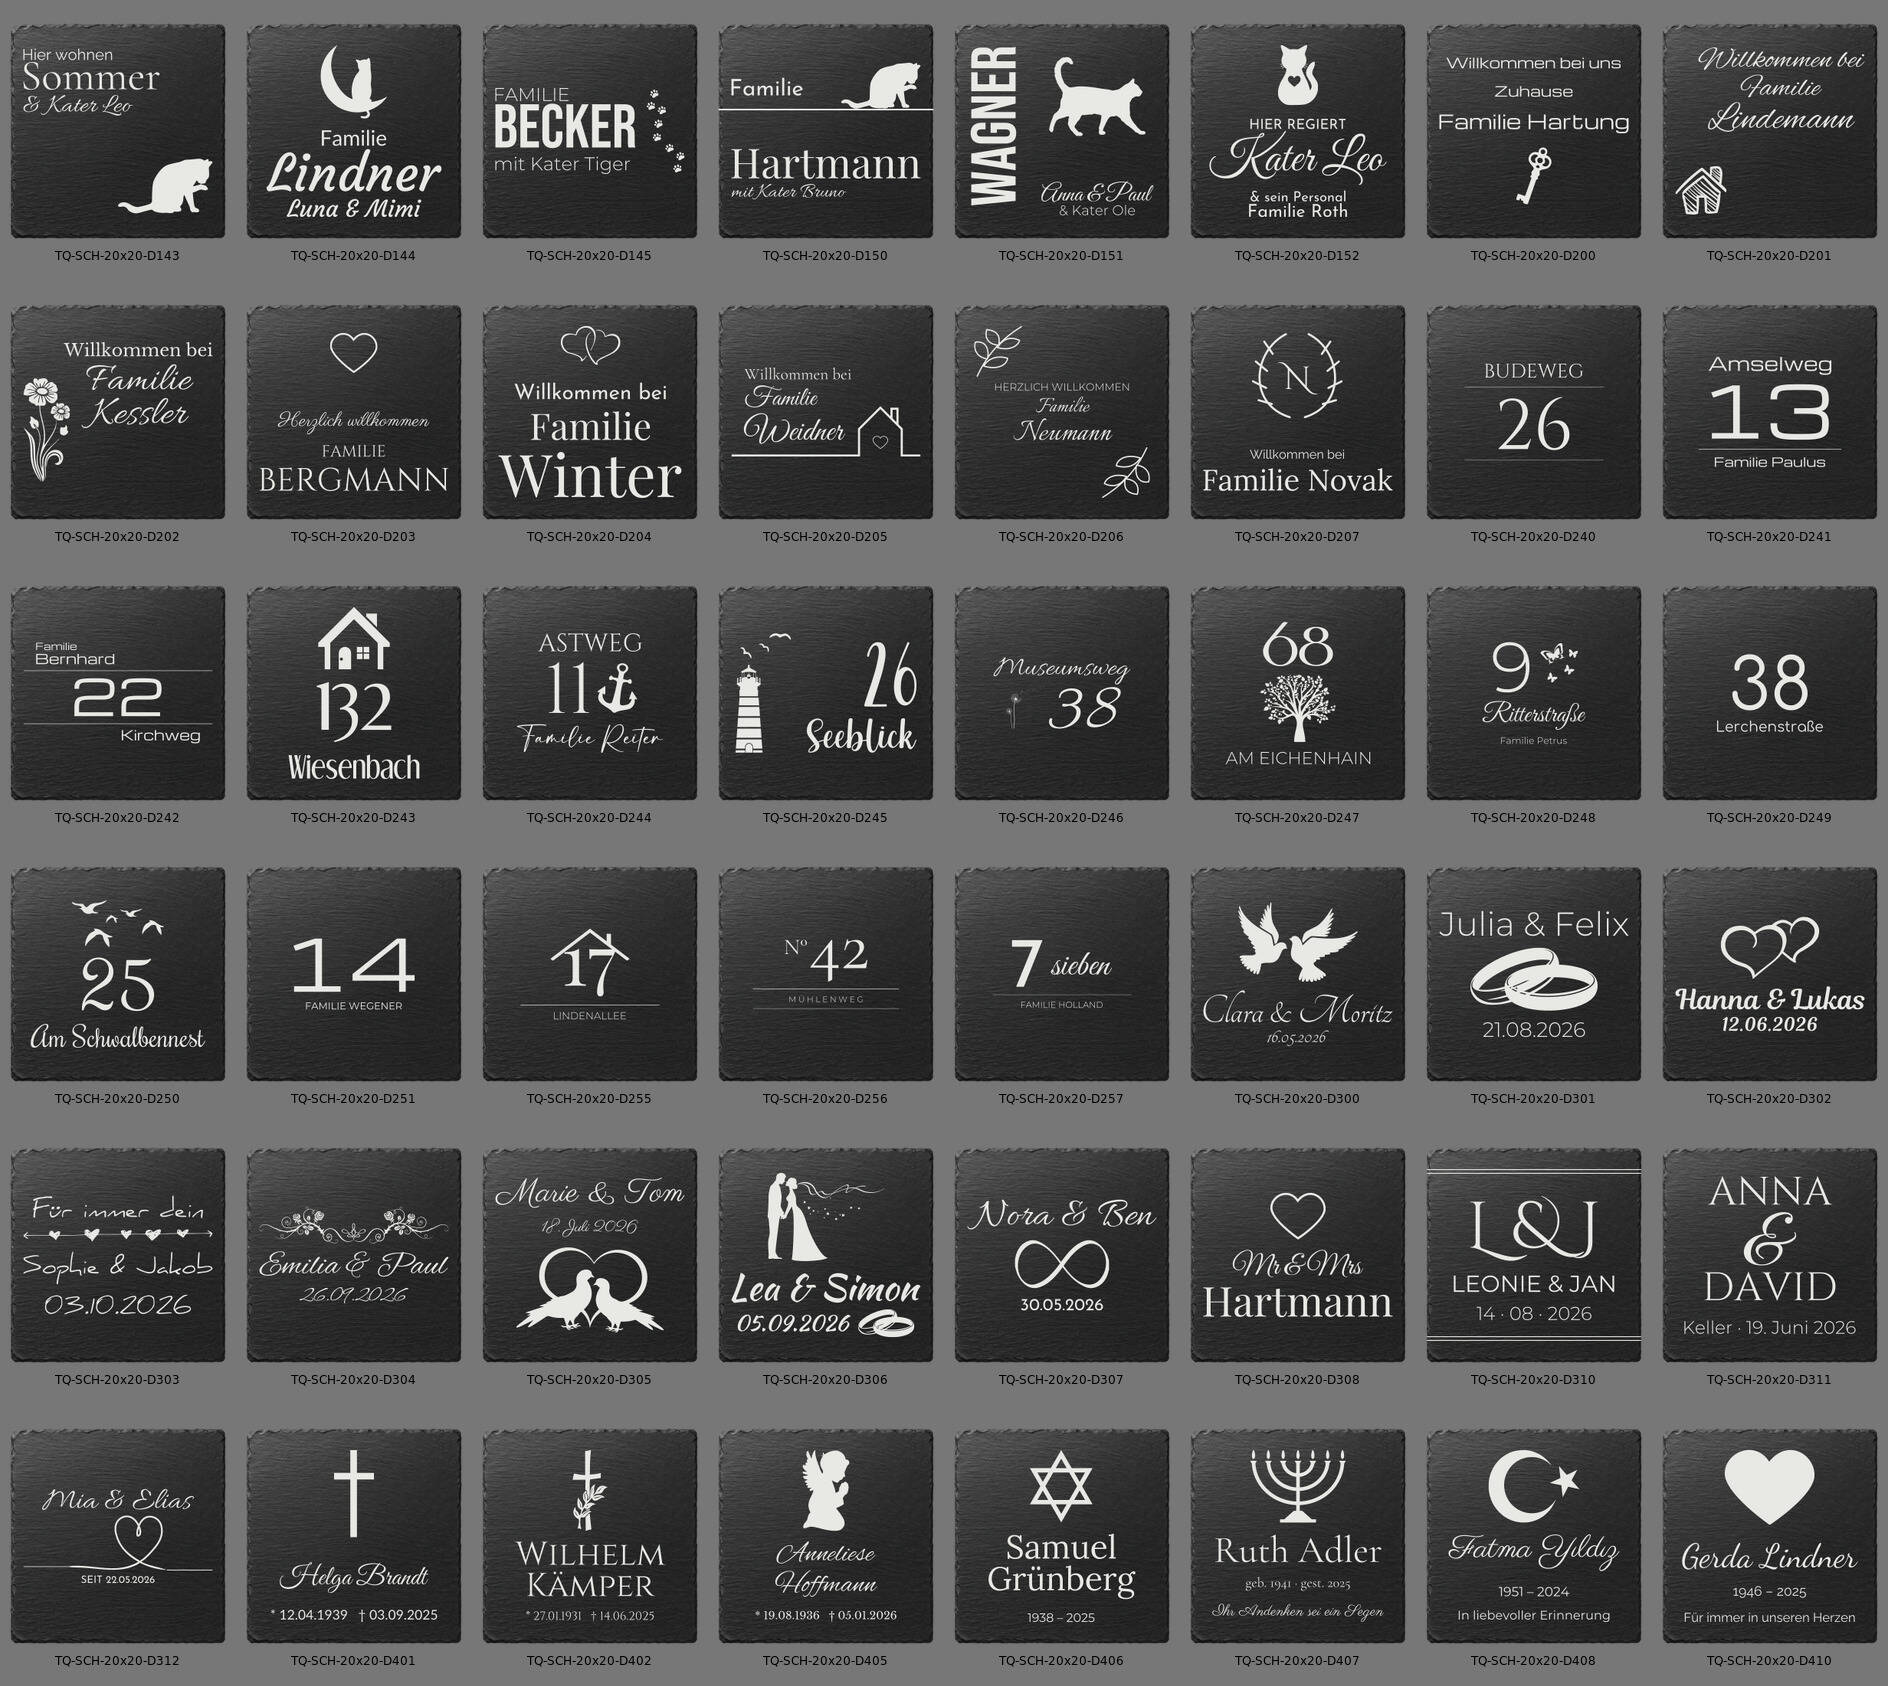 Hier wohnen
Sommer
& Kater Leo
TQ-SCH-20x20-D143
Familie
Lindner
Luna & Mimi
TQ-SCH-20x20-D144
FAMILIE
BECKER
mit Kater Tiger
TQ-SCH-20x20-D145
Familie
Hartmann
mit Kater Bruno
TQ-SCH-20x20-D150
WAGNER
Anna & Paul
& Kater Ole
TQ-SCH-20x20-D151
HIER REGIERT
Kater Leo
& sein Personal
Familie Roth
TQ-SCH-20x20-D152
Willkommen bei uns
Zuhause
Familie Hartung
TQ-SCH-20x20-D200
Willkommen bei
Familie
Lindemann
TQ-SCH-20x20-D201
Willkommen bei
Familie
Kessler
TQ-SCH-20x20-D202
Herzlich willkommen
FAMILIE
BERGMANN
TQ-SCH-20x20-D203
Willkommen bei
Familie
Winter
TQ-SCH-20x20-D204
Willkommen bei
Familie
Weidner
TQ-SCH-20x20-D205
HERZLICH WILLKOMMEN
Familie
Neumann
TQ-SCH-20x20-D206
N
Willkommen bei
Familie Novak
TQ-SCH-20x20-D207
BUDEWEG
26
TQ-SCH-20x20-D240
Amselweg
13
Familie Paulus
TQ-SCH-20x20-D241
Familie
Bernhard
22
Kirchweg
TQ-SCH-20x20-D242
132
Wiesenbach
TQ-SCH-20x20-D243
ASTWEG
11
Familie Reiter
TQ-SCH-20x20-D244
26
Seeblick
TQ-SCH-20x20-D245
Museumsweg
38
TQ-SCH-20x20-D246
68
AM EICHENHAIN
TQ-SCH-20x20-D247
9
Ritterstraße
Familie Petrus
TQ-SCH-20x20-D248
38
Lerchenstraße
TQ-SCH-20x20-D249
25
Am Schwalbennest
TQ-SCH-20x20-D250
14
FAMILIE WEGENER
TQ-SCH-20x20-D251
17
LINDENALLEE
TQ-SCH-20x20-D255
Nº 42
MÜHLENWEG
TQ-SCH-20x20-D256
7 sieben
FAMILIE HOLLAND
TQ-SCH-20x20-D257
Clara & Moritz
16.05.2026
TQ-SCH-20x20-D300
Julia & Felix
21.08.2026
TQ-SCH-20x20-D301
Hanna & Lukas
12.06.2026
TQ-SCH-20x20-D302
Für immer dein
Sophie & Jakob
03.10.2026
TQ-SCH-20x20-D303
Emilia & Paul
26.09.2026
TQ-SCH-20x20-D304
Marie & Tom
18. Juli 2026
TQ-SCH-20x20-D305
Lea & Simon
05.09.2026
TQ-SCH-20x20-D306
Nora & Ben
30.05.2026
TQ-SCH-20x20-D307
Mr & Mrs
Hartmann
TQ-SCH-20x20-D308
L&J
LEONIE & JAN
14 · 08 · 2026
TQ-SCH-20x20-D310
ANNA
&
DAVID
Keller · 19. Juni 2026
TQ-SCH-20x20-D311
Mia & Elias
SEIT 22.05.2026
TQ-SCH-20x20-D312
Helga Brandt
* 12.04.1939 † 03.09.2025
TQ-SCH-20x20-D401
WILHELM
KÄMPER
* 27.01.1931 † 14.06.2025
TQ-SCH-20x20-D402
Anneliese
Hoffmann
* 19.08.1936 † 05.01.2026
TQ-SCH-20x20-D405
Samuel
Grünberg
1938 – 2025
TQ-SCH-20x20-D406
Ruth Adler
geb. 1941 · gest. 2025
Ihr Andenken sei ein Segen
TQ-SCH-20x20-D407
Fatma Yıldız
1951 – 2024
In liebevoller Erinnerung
TQ-SCH-20x20-D408
Gerda Lindner
1946 – 2025
Für immer in unseren Herzen
TQ-SCH-20x20-D410